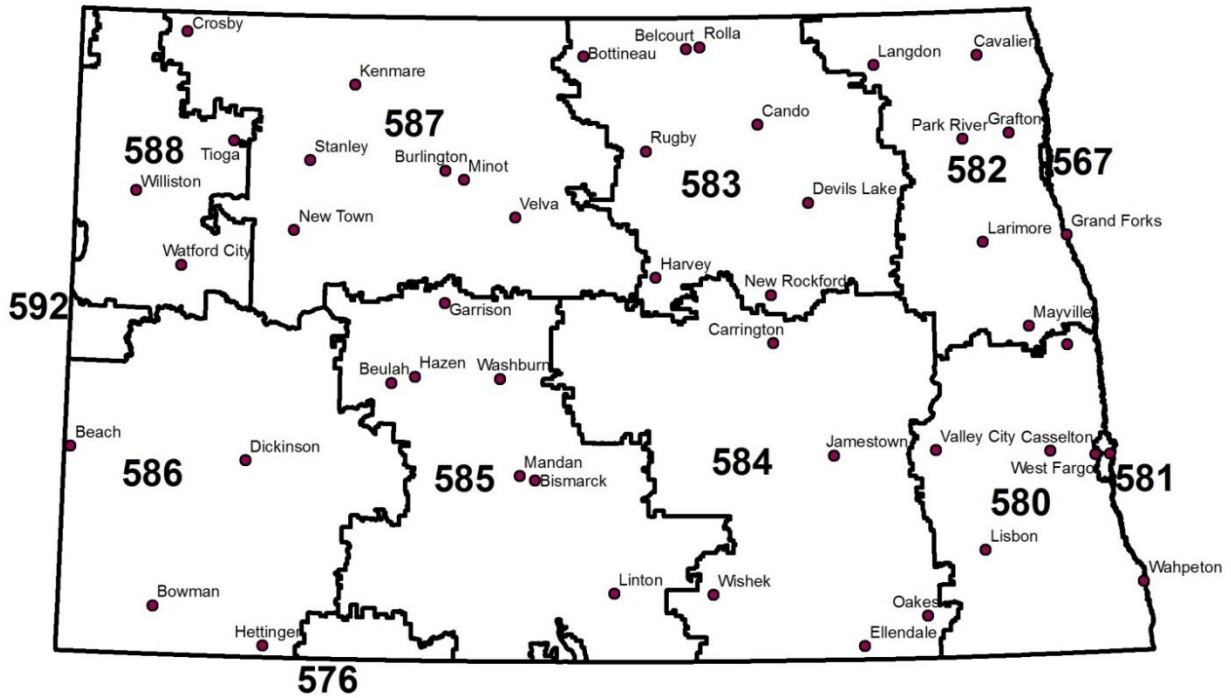 Crosby
Belcourt
Rolla
Bottineau
Langdon
Cavalier
Kenmare
Cando
587
Park River
Grafton
588
Tioga
Stanley
Burlington
Minot
Rugby
583
582
567
Williston
Devils Lake
Velva
New Town
Larimore
Grand Forks
Watford City
Harvey
New Rockford
592
Garrison
Mayville
Carrington
Beulah
Hazen
Washburn
Beach
Dickinson
Valley City
Casselton
Jamestown
586
585
Mandan
Bismarck
584
West Fargo
581
580
Lisbon
Wahpeton
Bowman
Linton
Wishek
Oakes
Hettinger
Ellendale
576